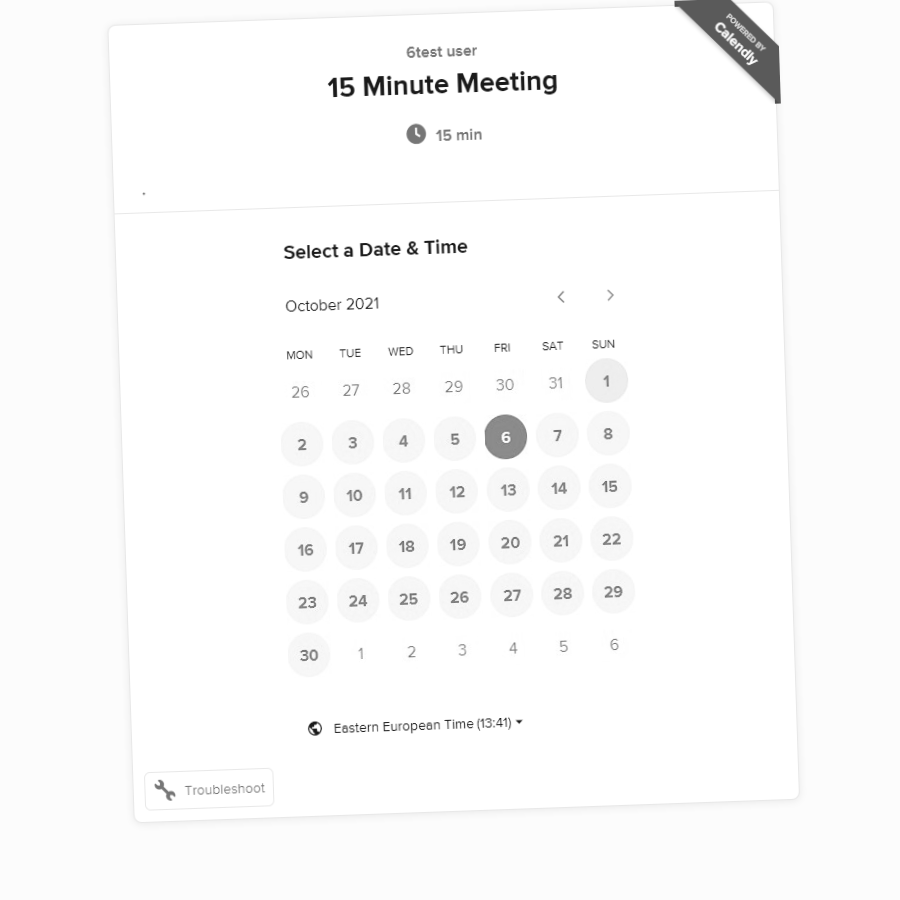 POWERED BY
Calendly
6test user
15 Minute Meeting
15 min
.
Select a Date & Time
October 2021
MON TUE WED THU FRI SAT SUN
26 27 28 29 30 31 1
2 3 4 5 6 7 8
9 10 11 12 13 14 15
16 17 18 19 20 21 22
23 24 25 26 27 28 29
30 1 2 3 4 5 6
Eastern European Time (13:41)
Troubleshoot